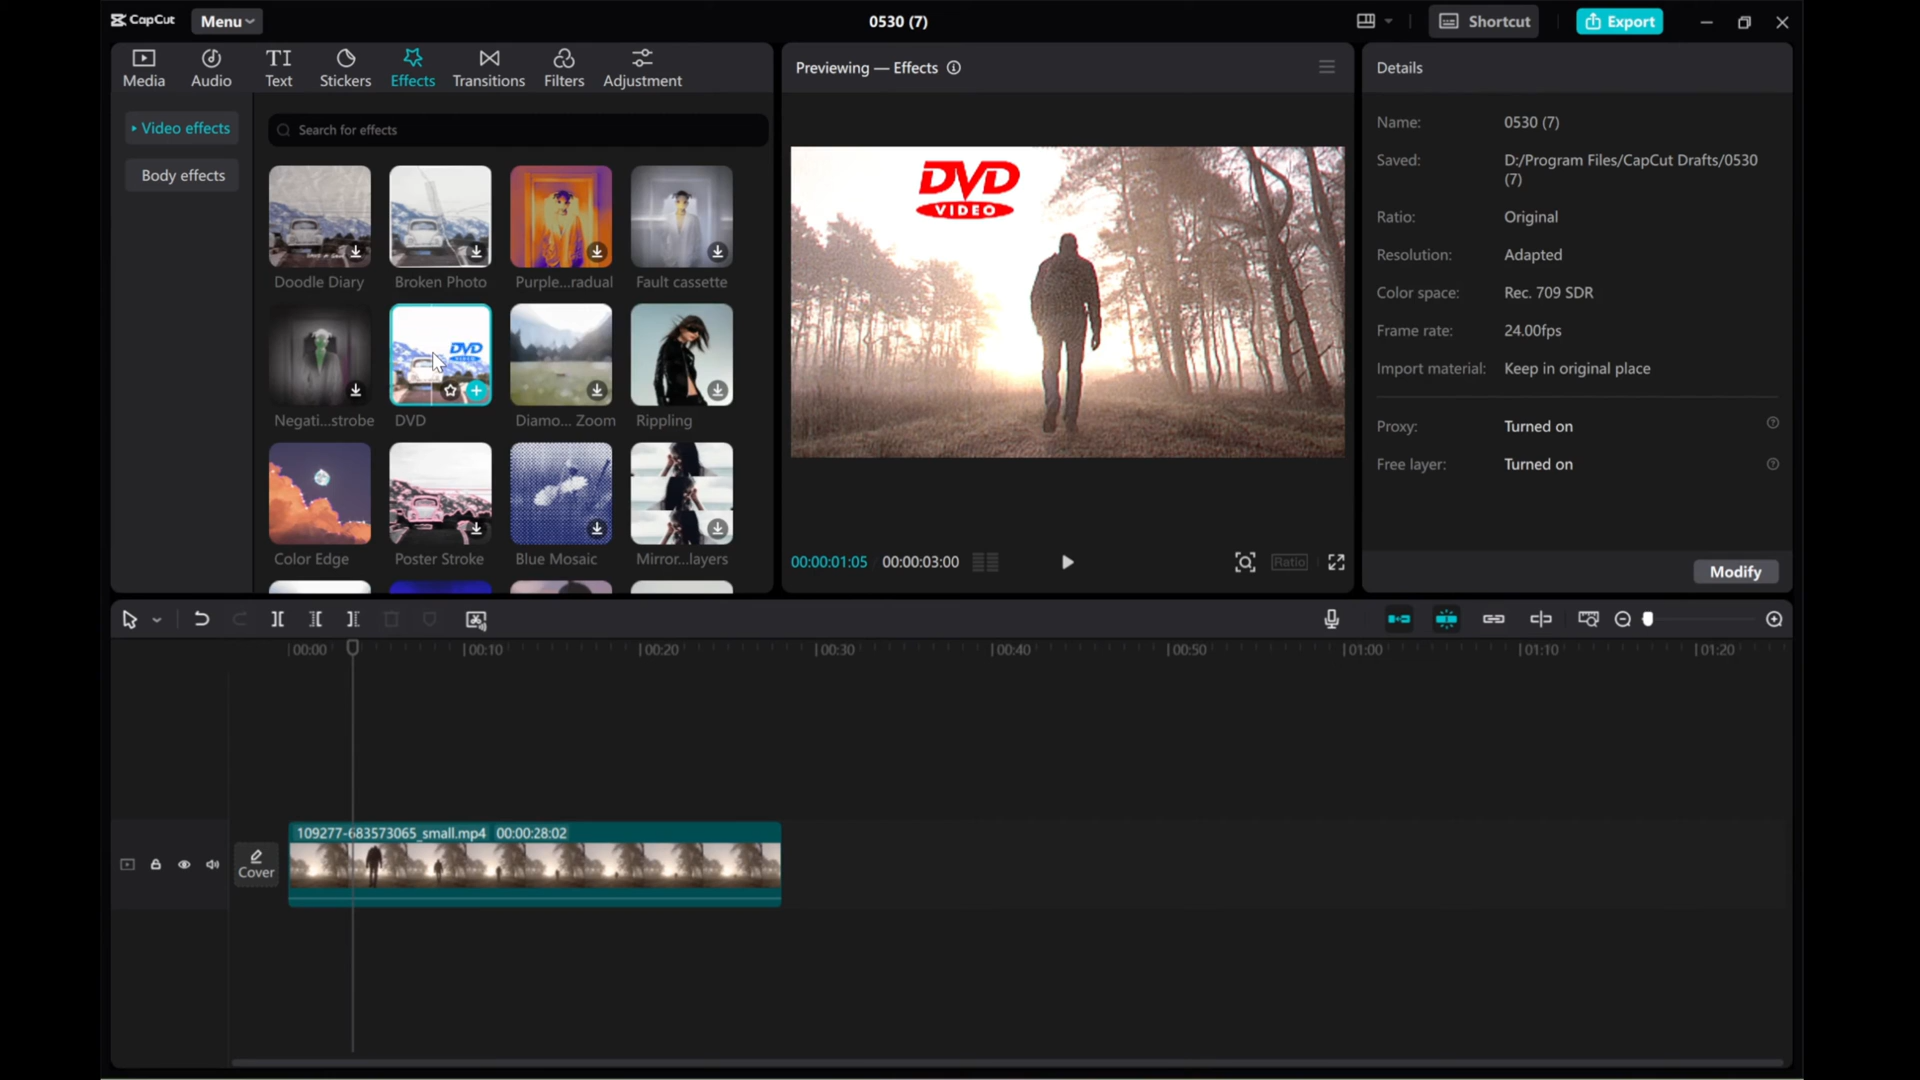 CapCut
Menu
0530 (7)
Shortcut
Export
Media
Audio
TI
Text
Stickers
Effects
Transitions
Filters
Adjustment
Video effects
Body effects
Search for effects
Doodle Diary
Broken Photo
Purple...radual
Fault cassette
DVD
Negati...strobe
DVD
Diamo... Zoom
Rippling
Color Edge
Poster Stroke
Blue Mosaic
Mirror...layers
Previewing — Effects
DVD
VIDEO
00:00:01:05
00:00:03:00
Ratio
Details
Name:
0530 (7)
Saved:
D:/Program Files/CapCut Drafts/0530
(7)
Ratio:
Original
Resolution:
Adapted
Color space:
Rec. 709 SDR
Frame rate:
24.00fps
Import material:
Keep in original place
Proxy:
Turned on
Free layer:
Turned on
Modify
00:00
00:10
00:20
00:30
00:40
00:50
01:00
01:10
01:20
109277-683573065_small.mp4 00:00:28:02
Cover